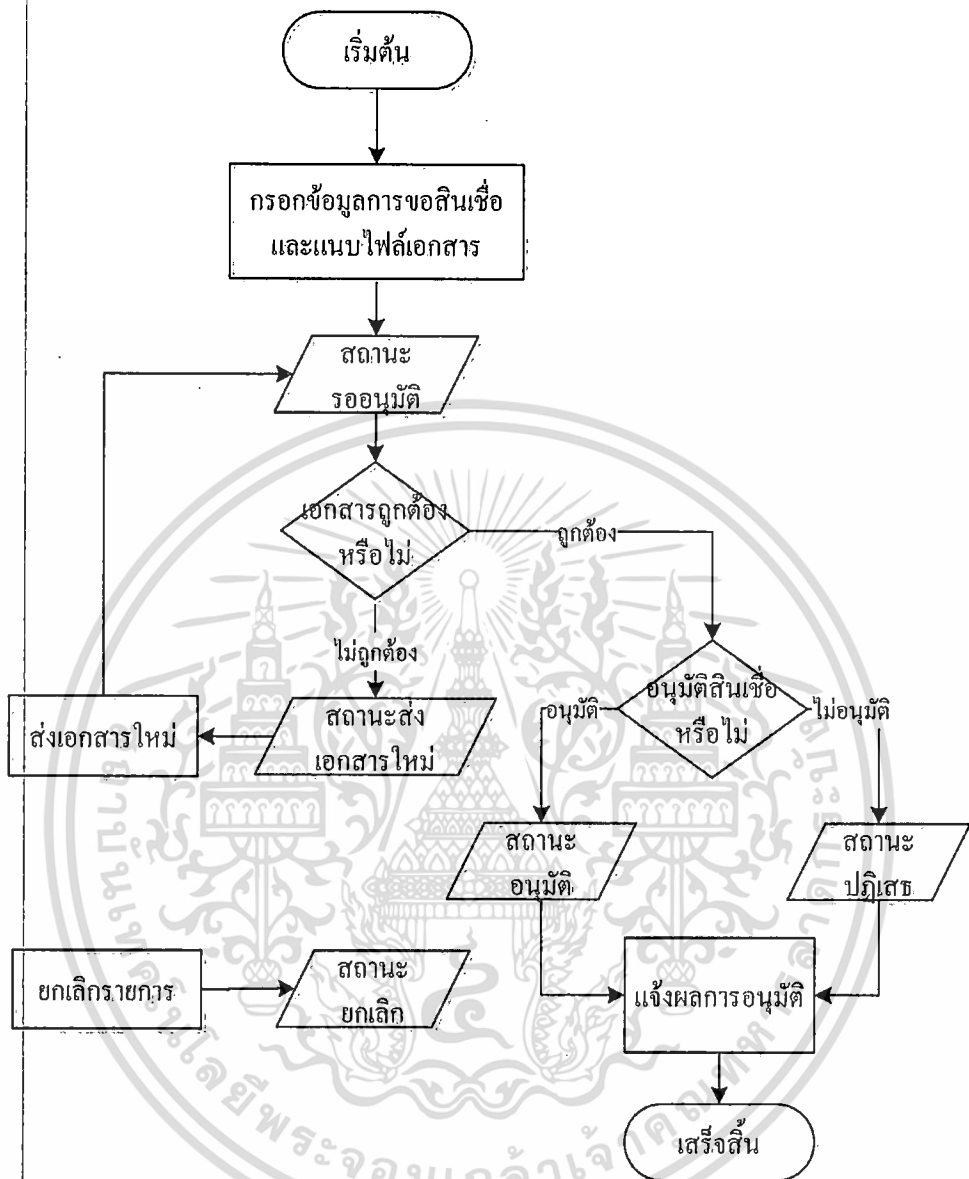 เริ่มต้น
กรอกข้อมูลการขอสินเชื่อ
และแนบไฟล์เอกสาร
สถานะ
รออนุมัติ
เอกสารถูกต้อง
หรือไม่
ถูกต้อง
ไม่ถูกต้อง
อนุมัติสินเชื่อ
หรือไม่
อนุมัติ
ไม่อนุมัติ
ส่งเอกสารใหม่
สถานะส่ง
เอกสารใหม่
สถานะ
อนุมัติ
สถานะ
ปฏิเสธ
ยกเลิกรายการ
สถานะ
ยกเลิก
แจ้งผลการอนุมัติ
เสร็จสิ้น